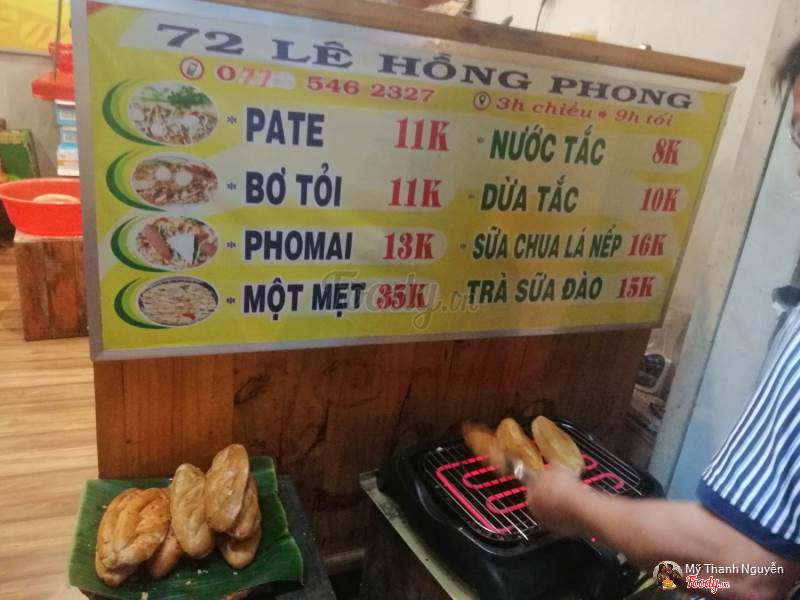 72 LÊ HỒNG PHONG
546 2327
3h chiều 9h tối
* PATE 11K
* BƠ TỎI 11K
* PHOMAI 13K
* MỘT MẸT 35K
* NƯỚC TẮC 8K
* DỪA TẮC 10K
* SỮA CHUA LÁ NẾP 16K
* TRÀ SỮA ĐÀO 15K
Foody.vn
Mỹ Thanh Nguyễn
Foody.vn